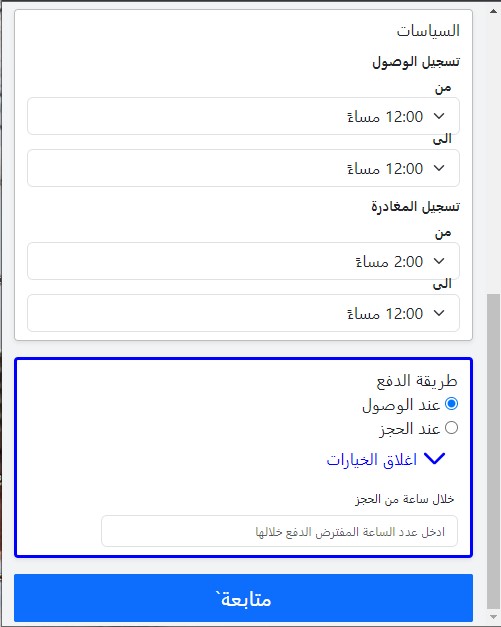 السياسات
تسجيل الوصول
من
12:00 مساءً
الى
12:00 مساءً
تسجيل المغادرة
من
2:00 مساءً
الى
12:00 مساءً
طريقة الدفع
عند الوصول
عند الحجز
اغلاق الخيارات
خلال ساعة من الحجز
ادخل عدد الساعة المفترض الدفع خلالها
متابعة`